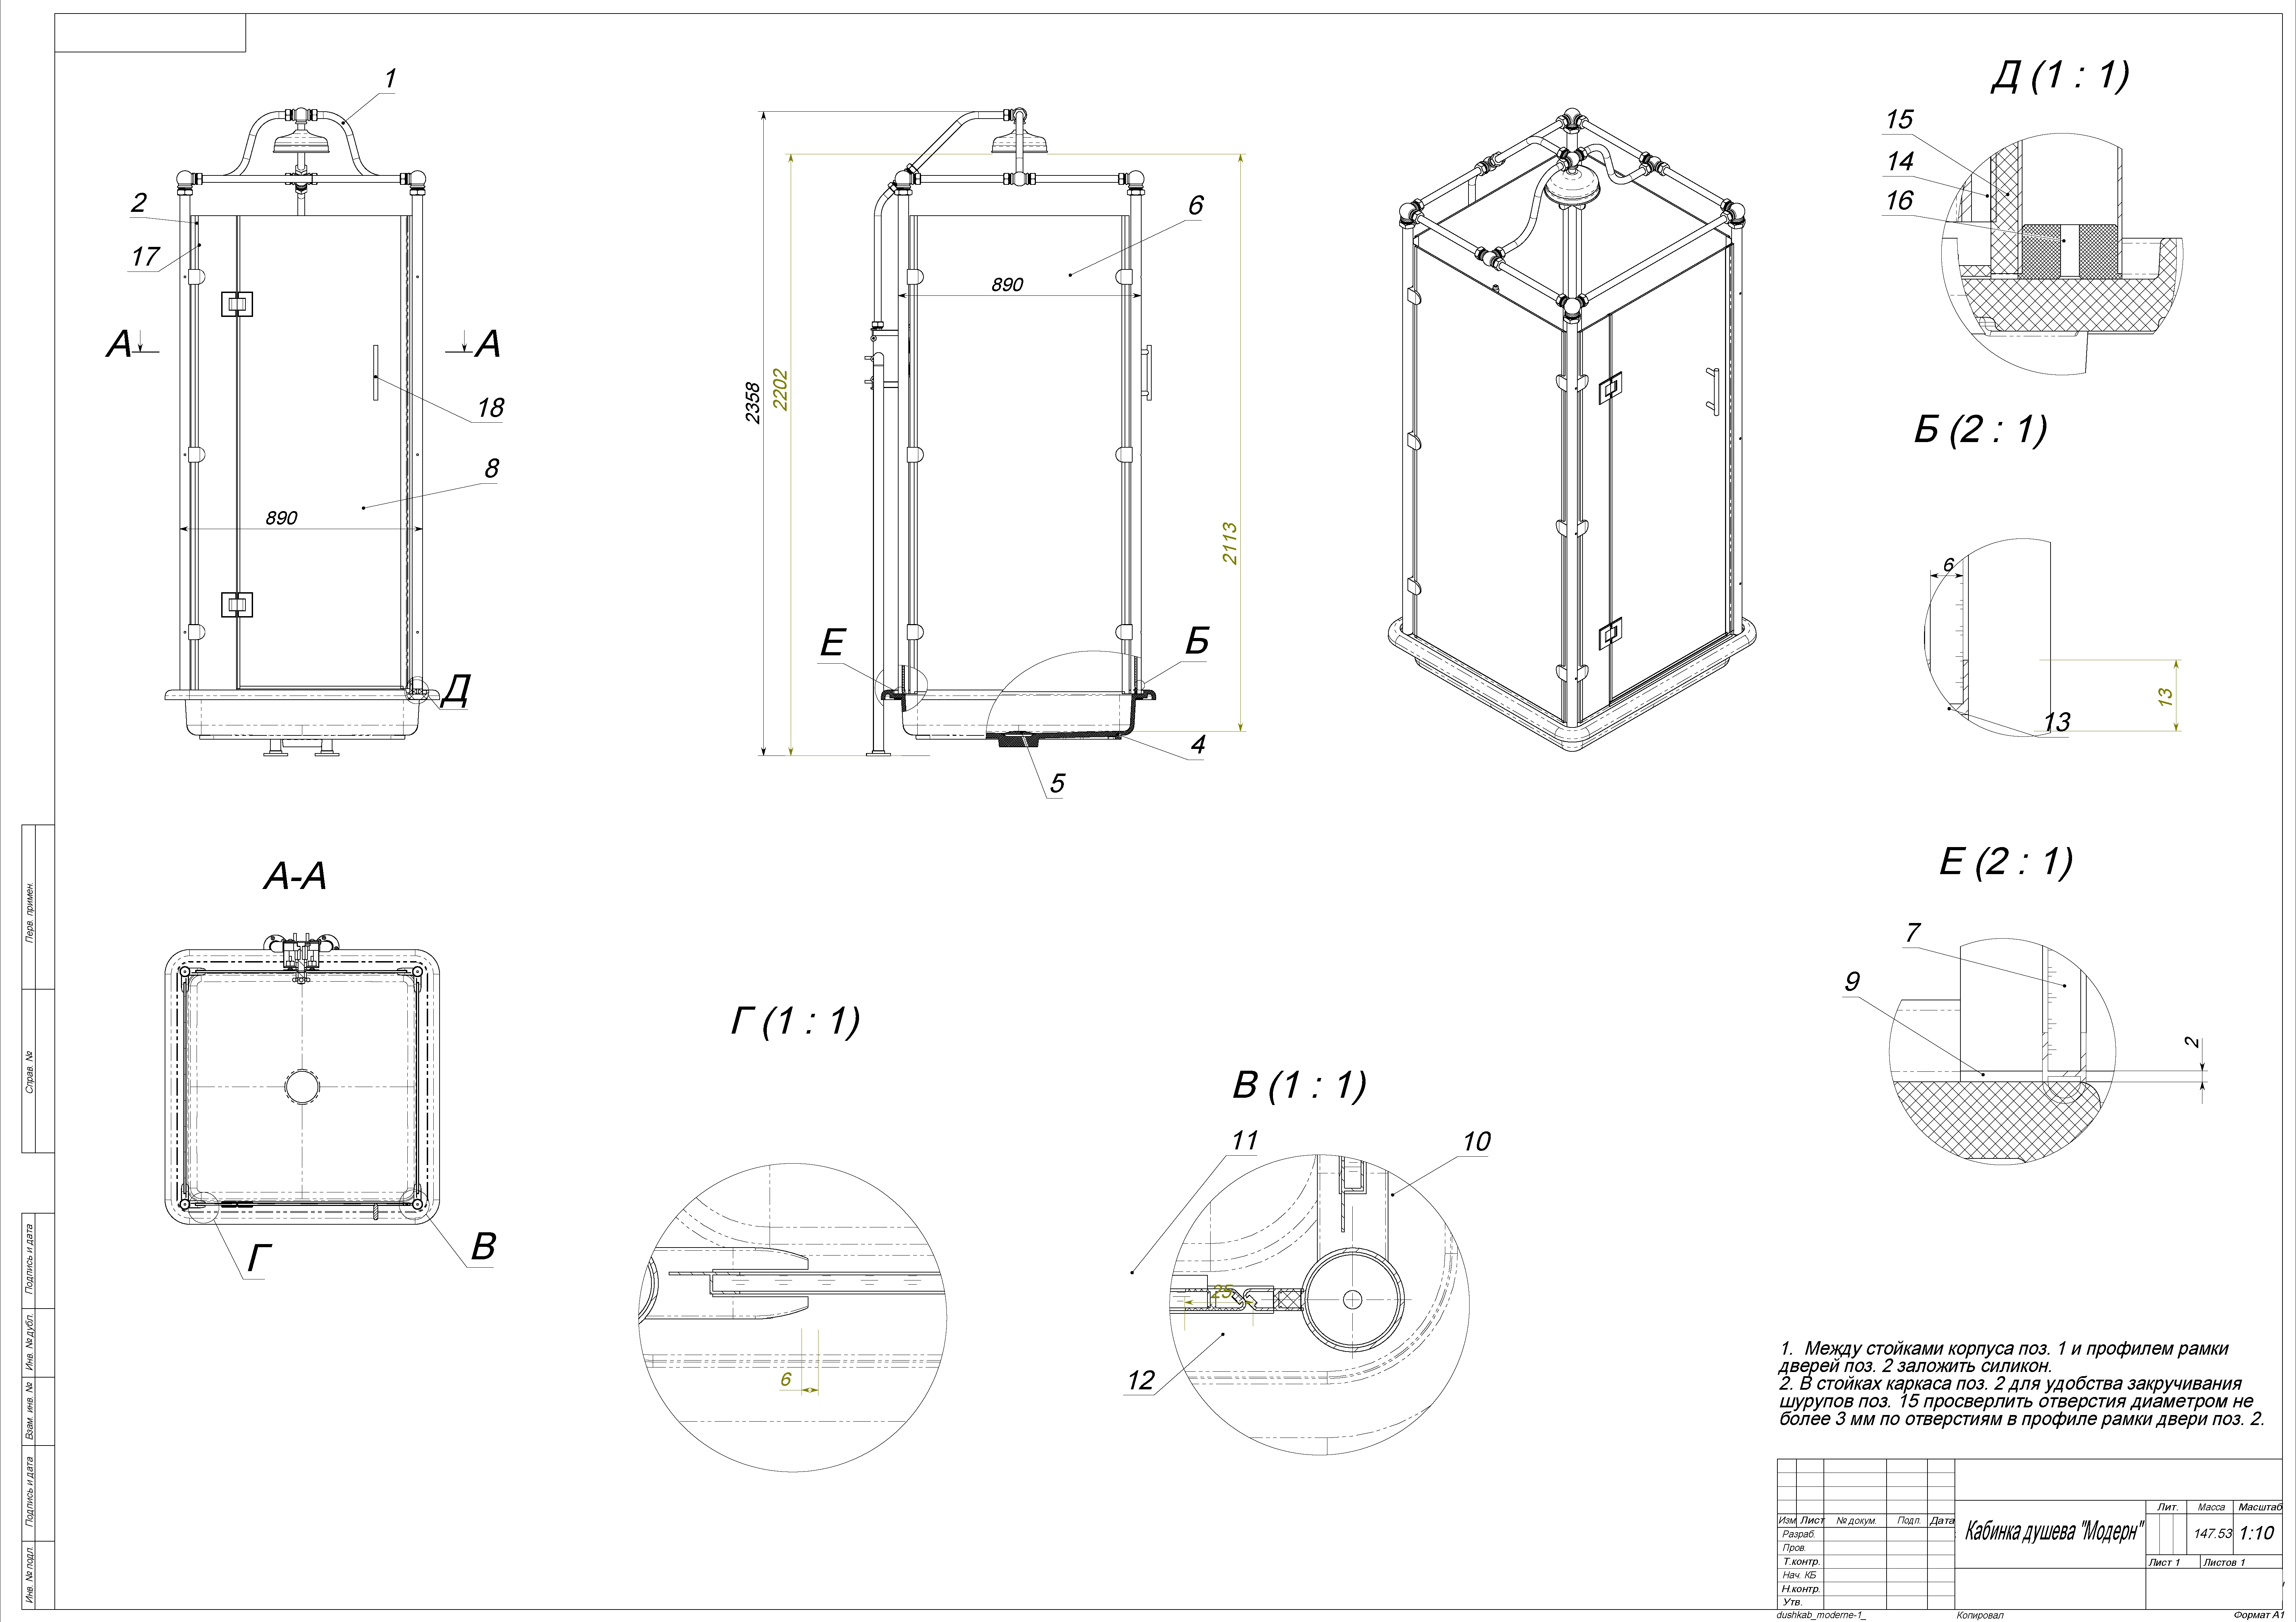 1
2
17
А
А
18
8
890
Д
2358
2202
890
6
2113
Е
Б
4
5
Д (1 : 1)
15
14
16
Б (2 : 1)
6
13
13
А-А
Г
В
Г (1 : 1)
6
В (1 : 1)
11
10
25
12
Е (2 : 1)
7
9
2
1. Между стойками корпуса поз. 1 и профилем рамки
дверей поз. 2 заложить силикон.
2. В стойках каркаса поз. 2 для удобства закручивания
шурупов поз. 15 просверлить отверстия диаметром не
более 3 мм по отверстиям в профиле рамки двери поз. 2.
Перв. примен.
Справ. №
Подпись и дата
Инв. № дубл.
Взам. инв. №
Подпись и дата
Инв. № подл.
Изм Лист № докум. Подп. Дата
Разраб.
Пров.
Т.контр.
Нач. КБ
Н.контр.
Утв.
Кабинка душева "Модерн"
Лит. Масса Масштаб
147.53 1:10
Лист 1 Листов 1
dushkab_moderne-1_ Копировал Формат А1